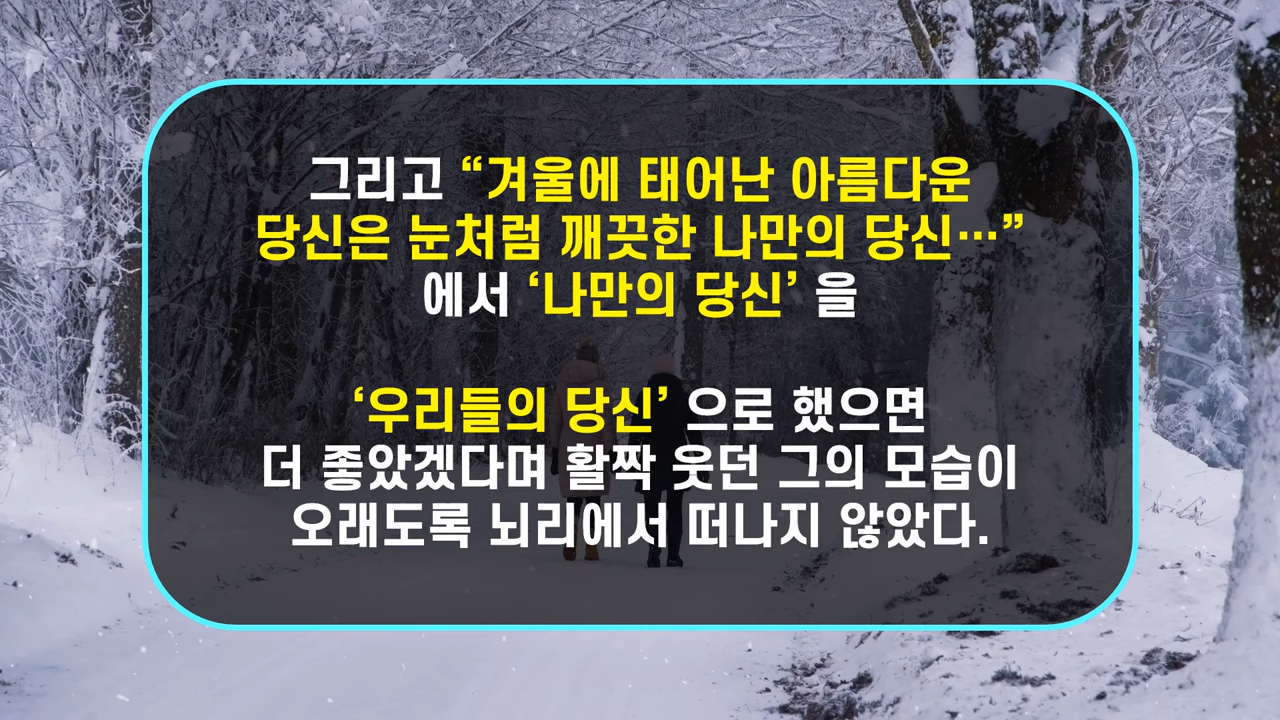 그리고 “겨울에 태어난 아름다운
당신은 눈처럼 깨끗한 나만의 당신…”
에서 ‘나만의 당신’ 을
‘우리들의 당신’ 으로 했으면
더 좋았겠다며 활짝 웃던 그의 모습이
오래도록 뇌리에서 떠나지 않았다.